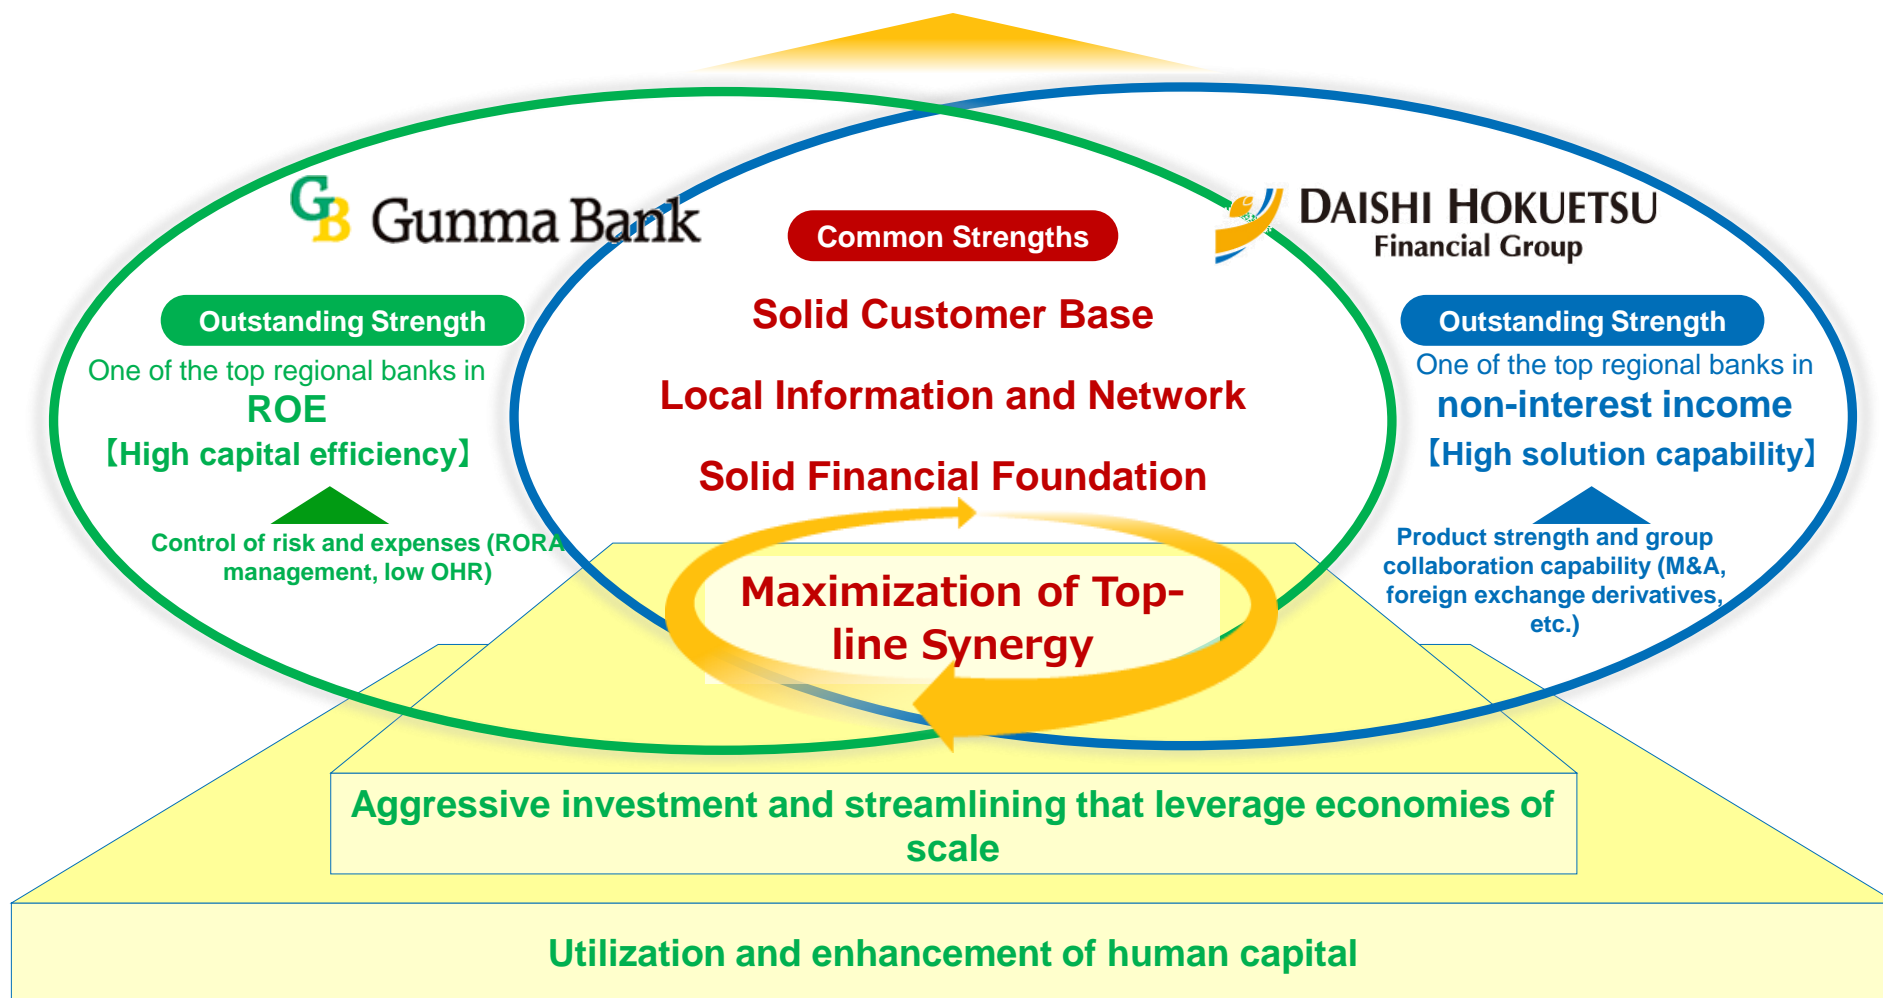 GB Gunma Bank
DAISHI HOKUETSU
Financial Group
Common Strengths
Solid Customer Base
Local Information and Network
Solid Financial Foundation
Outstanding Strength
One of the top regional banks in
ROE
【High capital efficiency】
Control of risk and expenses (RORA
management, low OHR)
Outstanding Strength
One of the top regional banks in
non-interest income
【High solution capability】
Product strength and group
collaboration capability (M&A,
foreign exchange derivatives,
etc.)
Maximization of Top-
line Synergy
Aggressive investment and streamlining that leverage economies of
scale
Utilization and enhancement of human capital